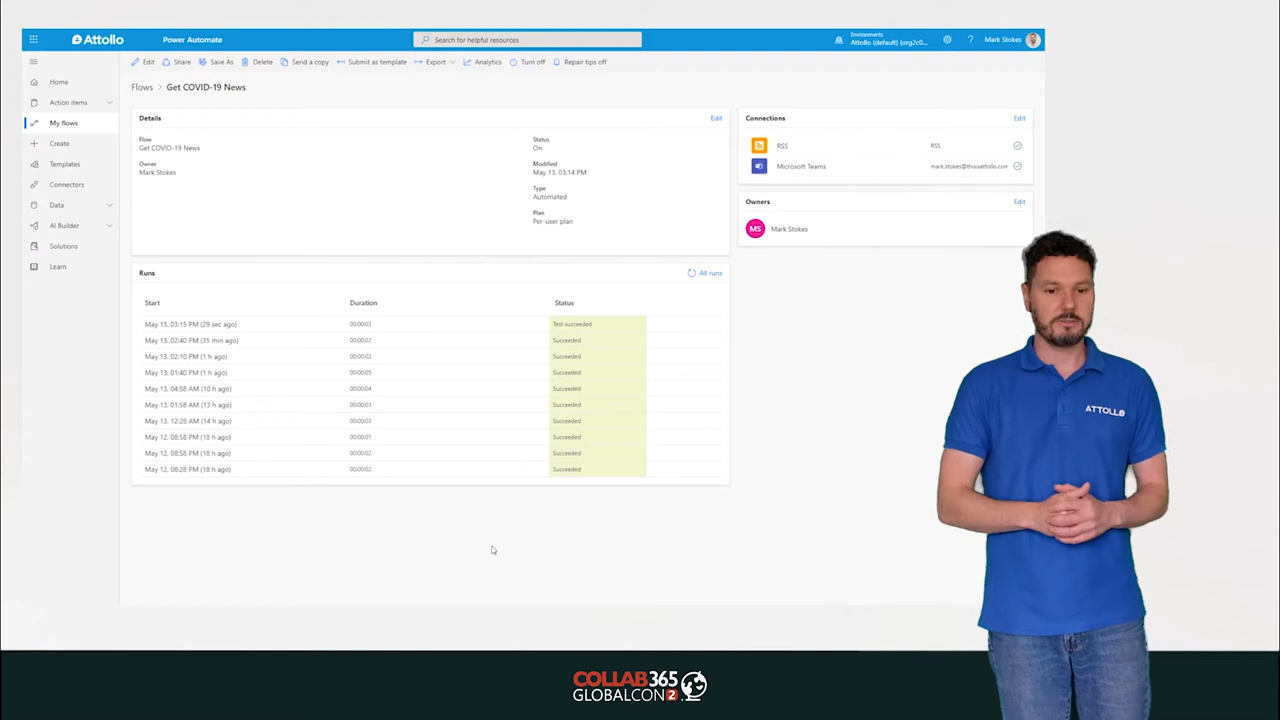 Attollo
Power Automate
Search for helpful resources
Environments
Attollo (default) (org2c0...
?
Mark Stokes
Edit
Share
Save As
Delete
Send a copy
Submit as template
Export
Analytics
Turn off
Repair tips off
Home
Action items
My flows
Create
Templates
Connectors
Data
AI Builder
Solutions
Learn
Flows > Get COVID-19 News
Details
Edit
Flow
Get COVID-19 News
Owner
Mark Stokes
Status
On
Modified
May 13, 03:14 PM
Type
Automated
Plan
Per-user plan
Connections
Edit
RSS
RSS
Microsoft Teams
mark.stokes@thisisattollo.com
Owners
Edit
MS
Mark Stokes
Runs
All runs
Start Duration Status
May 13, 03:15 PM (29 sec ago) 00:00:03 Test succeeded
May 13, 02:40 PM (35 min ago) 00:00:02 Succeeded
May 13, 02:10 PM (1 h ago) 00:00:02 Succeeded
May 13, 01:40 PM (1 h ago) 00:00:05 Succeeded
May 13, 04:58 AM (10 h ago) 00:00:04 Succeeded
May 13, 01:58 AM (13 h ago) 00:00:03 Succeeded
May 13, 12:28 AM (14 h ago) 00:00:03 Succeeded
May 12, 08:58 PM (18 h ago) 00:00:01 Succeeded
May 12, 08:58 PM (18 h ago) 00:00:02 Succeeded
May 12, 08:28 PM (18 h ago) 00:00:02 Succeeded
ATTOLLO
COLLAB365
GLOBALCON2